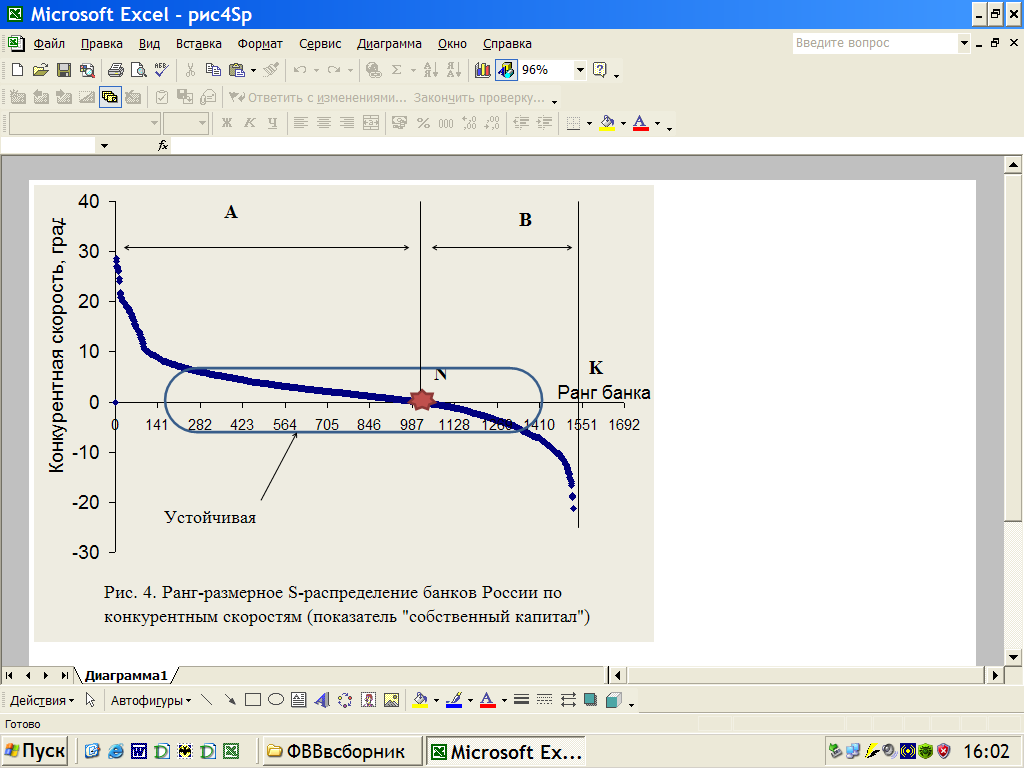 Microsoft Excel - рис4Sp
Файл Правка Вид Вставка Формат Сервис Диаграмма Окно Справка
Введите вопрос
96%
Ответить с изменениями... Закончить проверку...
Ж К Ч
% 000
fx
40
30
20
10
0
-10
-20
-30
Конкурентная скорость, град
A
B
N
K
Ранг банка
0 141 282 423 564 705 846 987 1128 1269 1410 1551 1692
Устойчивая
Рис. 4. Ранг-размерное S-распределение банков России по
конкурентным скоростям (показатель "собственный капитал")
Диаграмма1
Действия Автофигуры
Готово
Пуск
ФВВвсборник
Microsoft Ex...
16:02